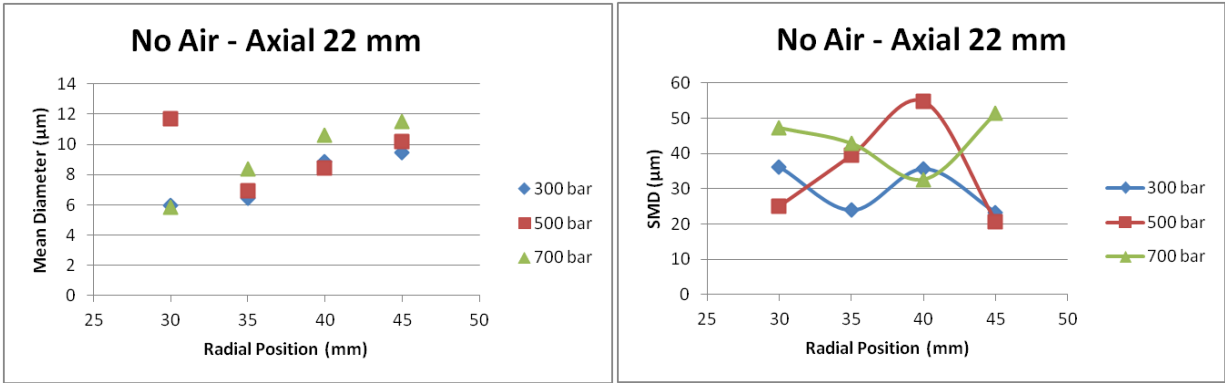 No Air - Axial 22 mm
Mean Diameter (µm)
14
12
10
8
6
4
2
0
25 30 35 40 45 50
Radial Position (mm)
300 bar
500 bar
700 bar
No Air - Axial 22 mm
SMD (µm)
60
50
40
30
20
10
0
25 30 35 40 45 50
Radial Position (mm)
300 bar
500 bar
700 bar